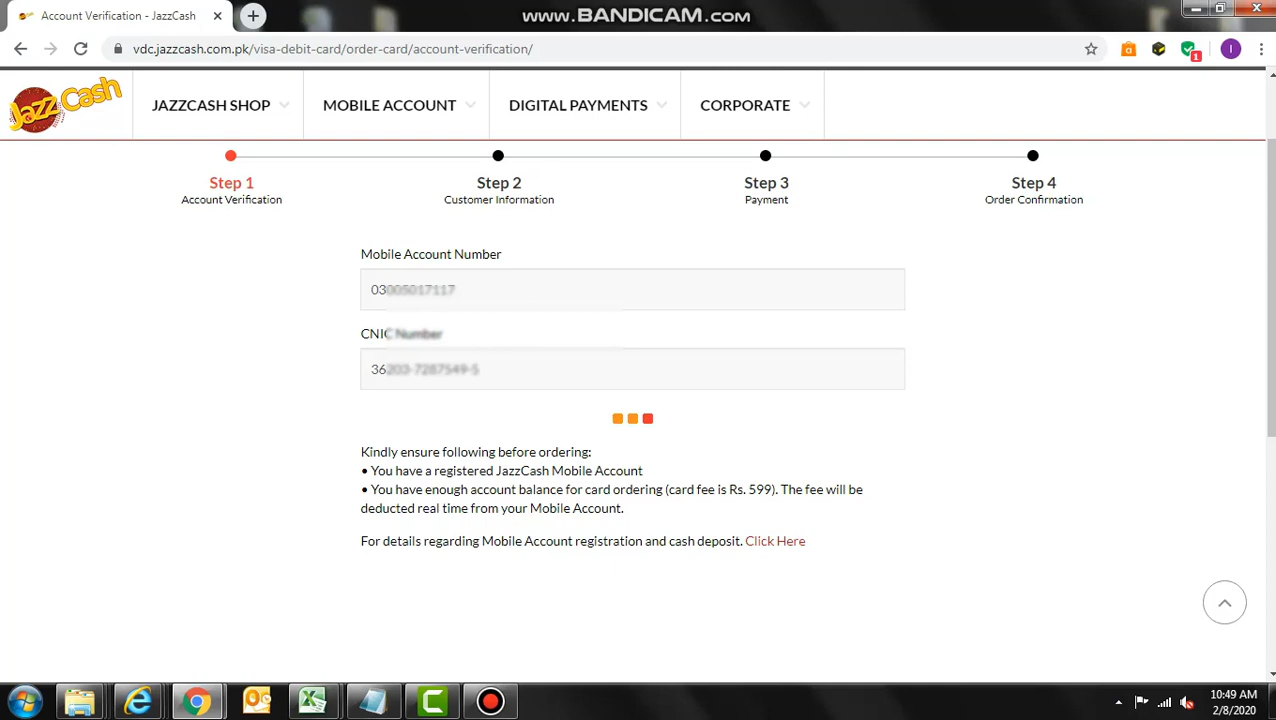 Account Verification - JazzCash
WWW.BANDICAM.COM
vdc.jazzcash.com.pk/visa-debit-card/order-card/account-verification/
1
I
Jazz Cash
JAZZCASH SHOP
MOBILE ACCOUNT
DIGITAL PAYMENTS
CORPORATE
Step 1
Step 2
Step 3
Step 4
Account Verification
Customer Information
Payment
Order Confirmation
Mobile Account Number
03
CNIC Number
36
Kindly ensure following before ordering:
• You have a registered JazzCash Mobile Account
• You have enough account balance for card ordering (card fee is Rs. 599). The fee will be
deducted real time from your Mobile Account.
For details regarding Mobile Account registration and cash deposit. Click Here
10:49 AM
2/8/2020